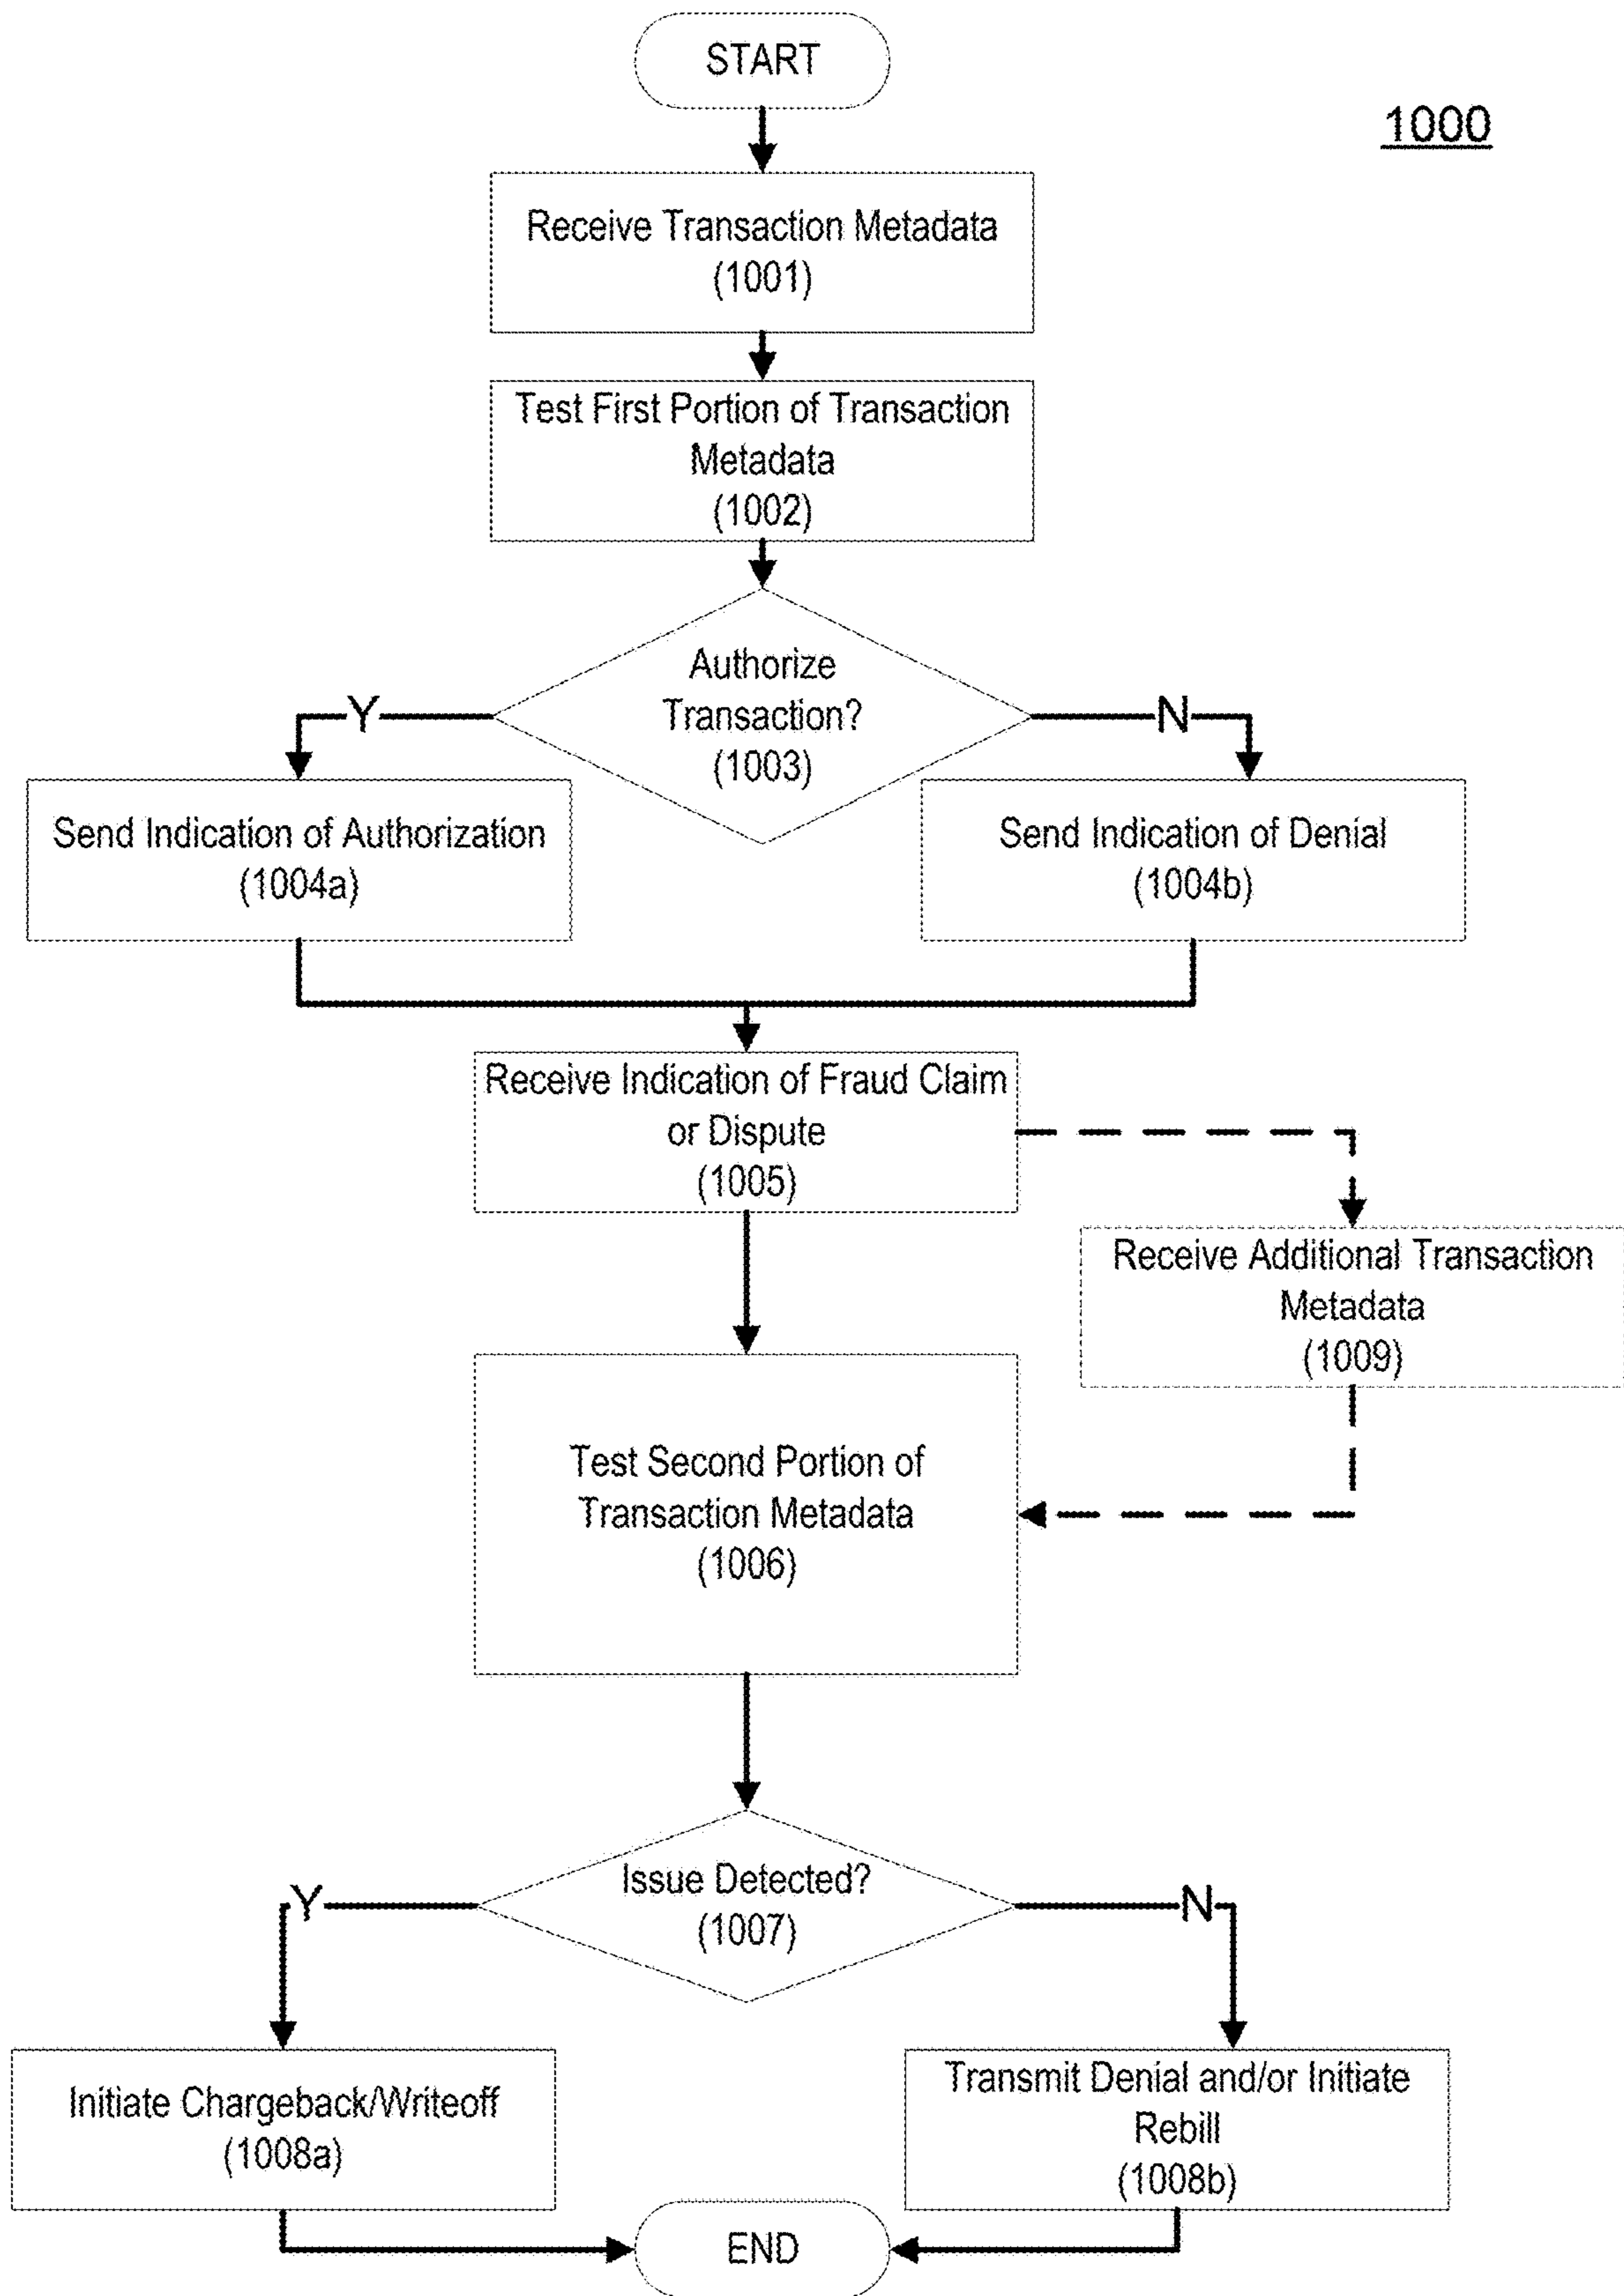 START
1000
Receive Transaction Metadata
(1001)
Test First Portion of Transaction
Metadata
(1002)
Authorize
Transaction?
(1003)
Y
N
Send Indication of Authorization
(1004a)
Send Indication of Denial
(1004b)
Receive Indication of Fraud Claim
or Dispute
(1005)
Receive Additional Transaction
Metadata
(1009)
Test Second Portion of
Transaction Metadata
(1006)
Issue Detected?
(1007)
Y
N
Initiate Chargeback/Writeoff
(1008a)
Transmit Denial and/or Initiate
Rebill
(1008b)
END